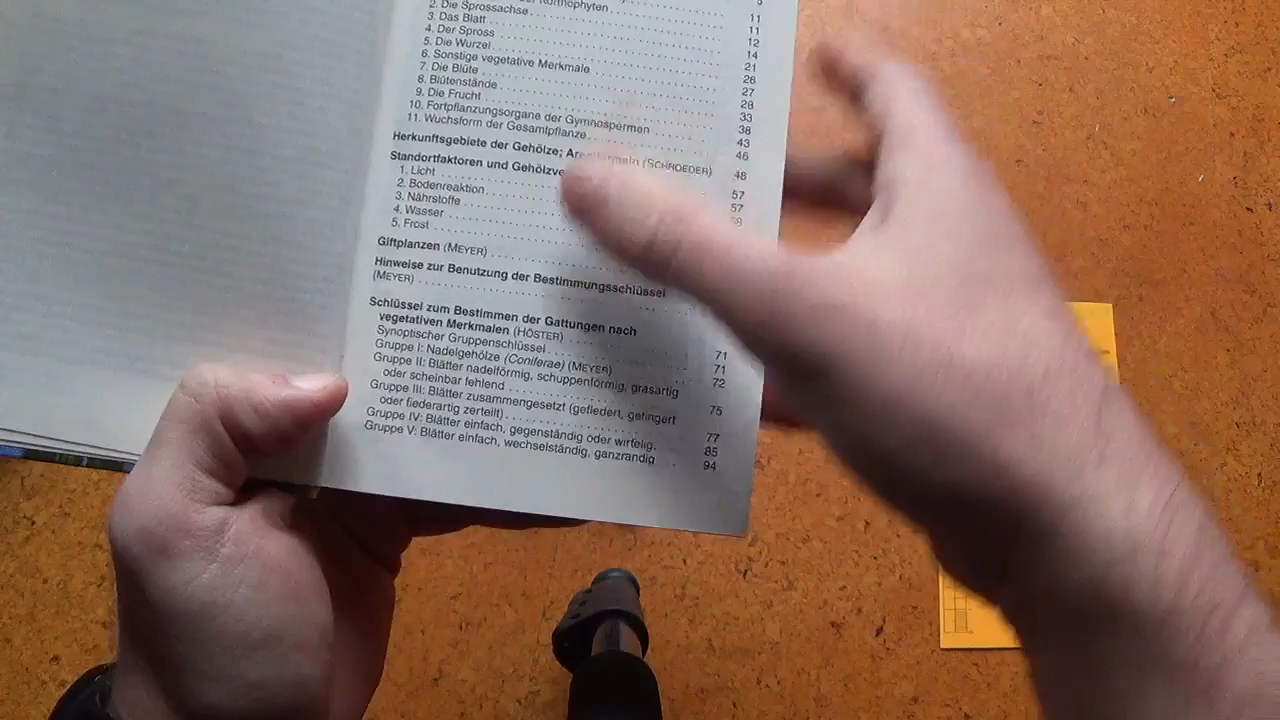 der Kormophyten 5
2. Die Sprossachse 11
3. Das Blatt 11
4. Der Spross 12
5. Die Wurzel 14
6. Sonstige vegetative Merkmale 21
7. Die Blüte 26
8. Blütenstände 27
9. Die Frucht 28
10. Fortpflanzungsorgane der Gymnospermen 33
11. Wuchsform der Gesamtpflanze 38
43
Herkunftsgebiete der Gehölze; (SCHROEDER) 46
Standortfaktoren und 48
1. Licht 57
2. Bodenreaktion 57
3. Nährstoffe
4. Wasser
5. Frost
Giftplanzen (MEYER)
Hinweise zur Benutzung der Bestimmungsschlüssel
(MEYER)
Schlüssel zum Bestimmen der Gattungen nach
vegetativen Merkmalen (HÖSTER) 71
Synoptischer Gruppenschlüssel 71
Gruppe I: Nadelgehölze (Coniferae) (MEYER) 72
Gruppe II: Blätter nadelförmig, schuppenförmig, grasartig
oder scheinbar fehlend 75
Gruppe III: Blätter zusammengesetzt (gefiedert, gefingert
oder fiederartig zerteilt) 77
Gruppe IV: Blätter einfach, gegenständig oder wirtelig. 85
Gruppe V: Blätter einfach, wechselständig, ganzrandig 94